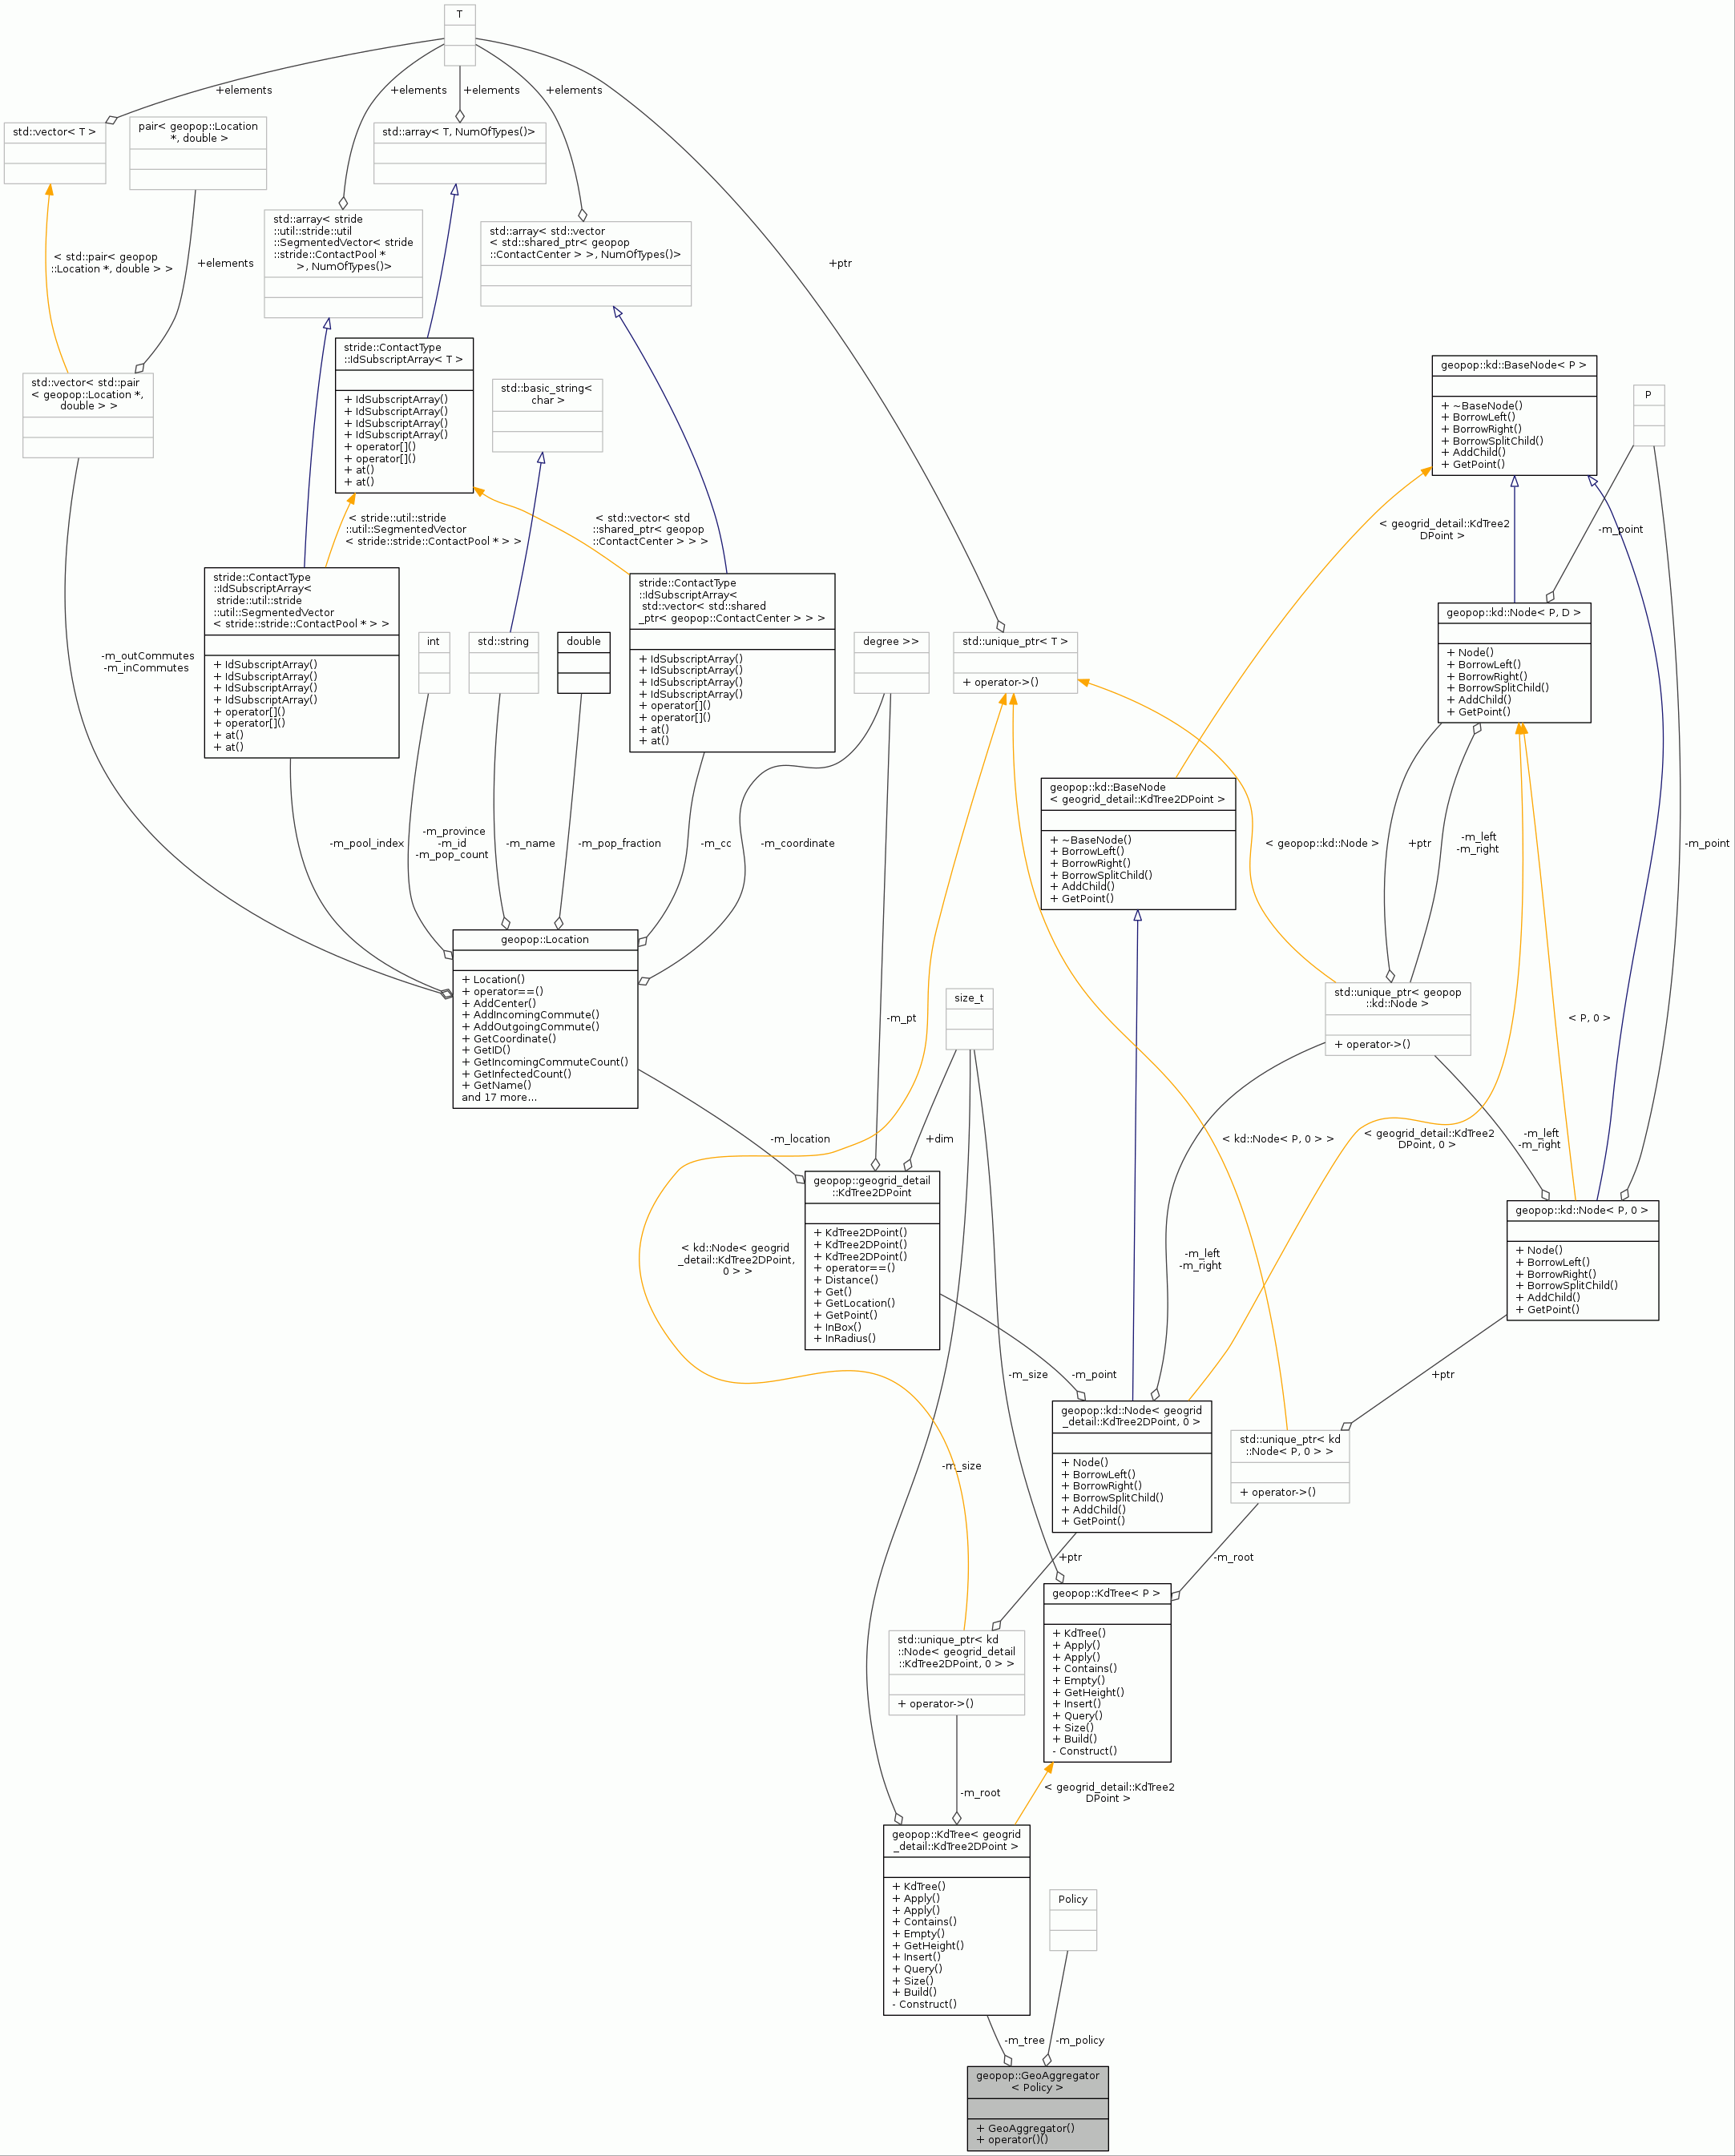 T
+elements
+elements
+elements
+elements
std::vector< T >
pair< geopop::Location
*, double >
std::array< T, NumOfTypes()>
std::array< stride
::util::stride::util
::SegmentedVector< stride
::stride::ContactPool *
>, NumOfTypes()>
std::array< std::vector
< std::shared_ptr< geopop
::ContactCenter > >, NumOfTypes()>
< std::pair< geopop
::Location *, double > >
+elements
+ptr
stride::ContactType
::IdSubscriptArray< T >
+ IdSubscriptArray()
+ IdSubscriptArray()
+ IdSubscriptArray()
+ IdSubscriptArray()
+ operator[]()
+ operator[]()
+ at()
+ at()
std::vector< std::pair
< geopop::Location *,
double > >
std::basic_string<
char >
geopop::kd::BaseNode< P >
+ ~BaseNode()
+ BorrowLeft()
+ BorrowRight()
+ BorrowSplitChild()
+ AddChild()
+ GetPoint()
P
< stride::util::stride
::util::SegmentedVector
< stride::stride::ContactPool * > >
< std::vector< std
::shared_ptr< geopop
::ContactCenter > > >
< geogrid_detail::KdTree2
DPoint >
-m_point
stride::ContactType
::IdSubscriptArray<
stride::util::stride
::util::SegmentedVector
< stride::stride::ContactPool * > >
+ IdSubscriptArray()
+ IdSubscriptArray()
+ IdSubscriptArray()
+ IdSubscriptArray()
+ operator[]()
+ operator[]()
+ at()
+ at()
stride::ContactType
::IdSubscriptArray<
std::vector< std::shared
_ptr< geopop::ContactCenter > > >
+ IdSubscriptArray()
+ IdSubscriptArray()
+ IdSubscriptArray()
+ IdSubscriptArray()
+ operator[]()
+ operator[]()
+ at()
+ at()
geopop::kd::Node< P, D >
+ Node()
+ BorrowLeft()
+ BorrowRight()
+ BorrowSplitChild()
+ AddChild()
+ GetPoint()
-m_outCommutes
-m_inCommutes
int
std::string
double
degree >>
std::unique_ptr< T >
+ operator->()
geopop::kd::BaseNode
< geogrid_detail::KdTree2DPoint >
+ ~BaseNode()
+ BorrowLeft()
+ BorrowRight()
+ BorrowSplitChild()
+ AddChild()
+ GetPoint()
-m_pool_index
-m_province
-m_id
-m_pop_count
-m_name
-m_pop_fraction
-m_cc
-m_coordinate
< geopop::kd::Node >
+ptr
-m_left
-m_right
-m_point
geopop::Location
+ Location()
+ operator==()
+ AddCenter()
+ AddIncomingCommute()
+ AddOutgoingCommute()
+ GetCoordinate()
+ GetID()
+ GetIncomingCommuteCount()
+ GetInfectedCount()
+ GetName()
and 17 more...
size_t
-m_pt
std::unique_ptr< geopop
::kd::Node >
+ operator->()
< P, 0 >
-m_location
+dim
< kd::Node< P, 0 > >
< geogrid_detail::KdTree2
DPoint, 0 >
-m_left
-m_right
geopop::geogrid_detail
::KdTree2DPoint
+ KdTree2DPoint()
+ KdTree2DPoint()
+ KdTree2DPoint()
+ operator==()
+ Distance()
+ Get()
+ GetLocation()
+ GetPoint()
+ InBox()
+ InRadius()
geopop::kd::Node< P, 0 >
+ Node()
+ BorrowLeft()
+ BorrowRight()
+ BorrowSplitChild()
+ AddChild()
+ GetPoint()
< kd::Node< geogrid
_detail::KdTree2DPoint,
0 > >
-m_left
-m_right
-m_size
-m_point
+ptr
geopop::kd::Node< geogrid
_detail::KdTree2DPoint, 0 >
+ Node()
+ BorrowLeft()
+ BorrowRight()
+ BorrowSplitChild()
+ AddChild()
+ GetPoint()
std::unique_ptr< kd
::Node< P, 0 > >
+ operator->()
-m_size
+ptr
-m_root
geopop::KdTree< P >
+ KdTree()
+ Apply()
+ Apply()
+ Contains()
+ Empty()
+ GetHeight()
+ Insert()
+ Query()
+ Size()
+ Build()
- Construct()
std::unique_ptr< kd
::Node< geogrid_detail
::KdTree2DPoint, 0 > >
+ operator->()
-m_root
< geogrid_detail::KdTree2
DPoint >
geopop::KdTree< geogrid
_detail::KdTree2DPoint >
+ KdTree()
+ Apply()
+ Apply()
+ Contains()
+ Empty()
+ GetHeight()
+ Insert()
+ Query()
+ Size()
+ Build()
- Construct()
Policy
-m_tree
-m_policy
geopop::GeoAggregator
< Policy >
+ GeoAggregator()
+ operator()()